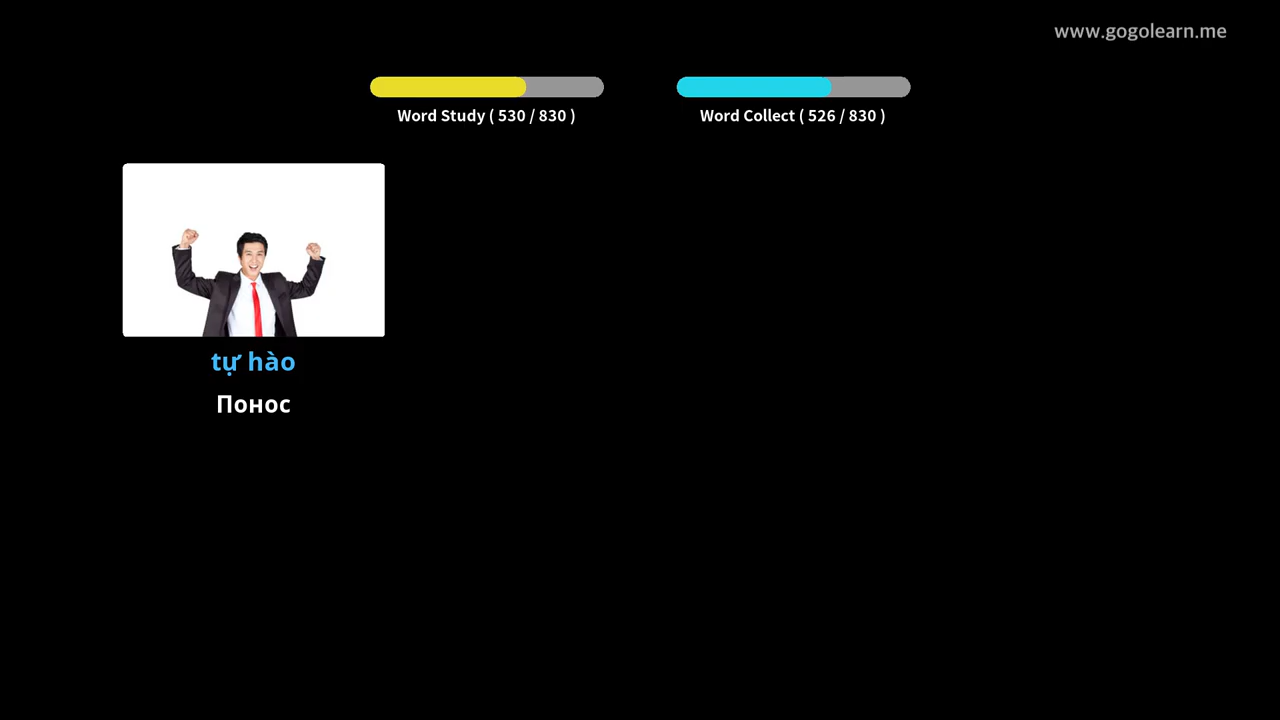 www.gogolearn.me
Word Study ( 530 / 830 )
Word Collect ( 526 / 830 )
tự hào
Понос